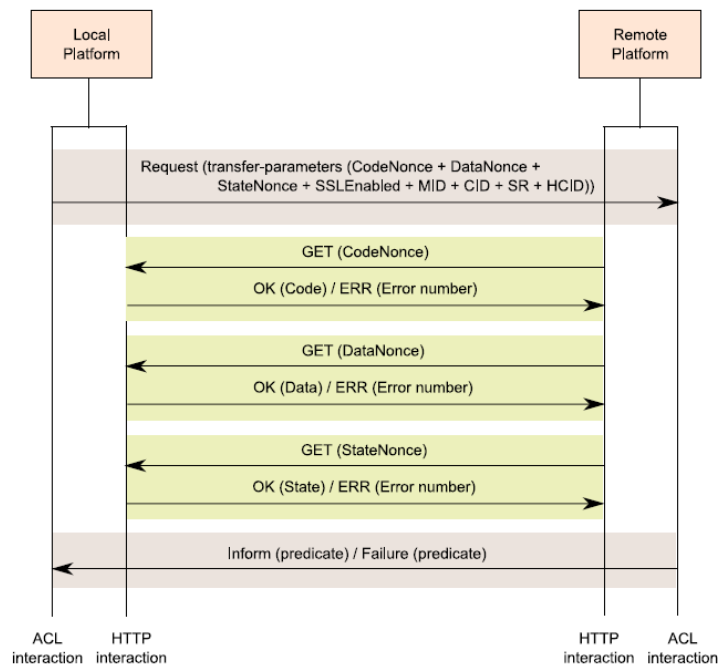 Local
Platform
Remote
Platform
Request (transfer-parameters (CodeNonce + DataNonce +
StateNonce + SSLEnabled + MID + CID + SR + HCID))
GET (CodeNonce)
OK (Code) / ERR (Error number)
GET (DataNonce)
OK (Data) / ERR (Error number)
GET (StateNonce)
OK (State) / ERR (Error number)
Inform (predicate) / Failure (predicate)
ACL
interaction
HTTP
interaction
HTTP
interaction
ACL
interaction